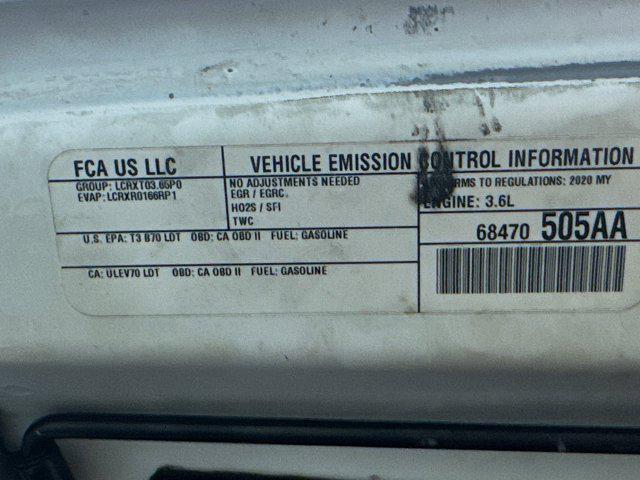 FCA US LLC
GROUP: LCRXT03.65P0
EVAP: LCRXR0166RP1
VEHICLE EMISSION CONTROL INFORMATION
NO ADJUSTMENTS NEEDED
EGR / EGRC
HO2S / SFI
TWC
TO REGULATIONS: 2020 MY
ENGINE: 3.6L
U.S. EPA: T3 B70 LDT OBD: CA OBD II FUEL: GASOLINE
CA: ULEV70 LDT OBD: CA OBD II FUEL: GASOLINE
68470 505AA